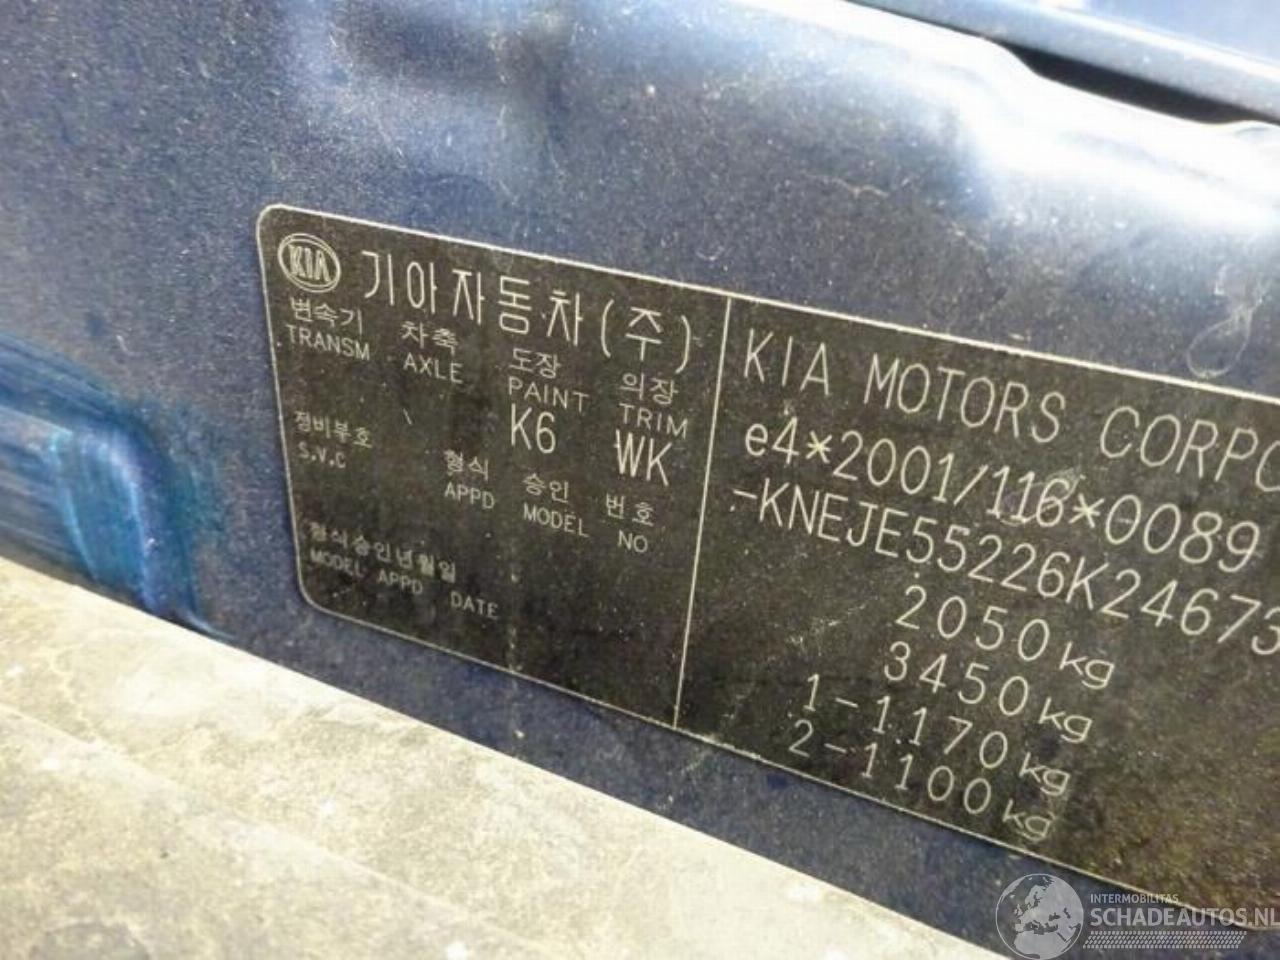 KIA 기아자동차(주)
변속기 차축 도장 의장
TRANSM AXLE PAINT TRIM
K6 WK
정비부호
S.V.C
형식 승인 번호
APPD MODEL NO
형식승인년월일
MODEL APPD DATE
KIA MOTORS CORPO
e4*2001/116*0089
-KNEJE55226K24673
2050kg
3450kg
1-1170kg
2-1100kg
INTERMOBILITAS
SCHADEAUTOS.NL